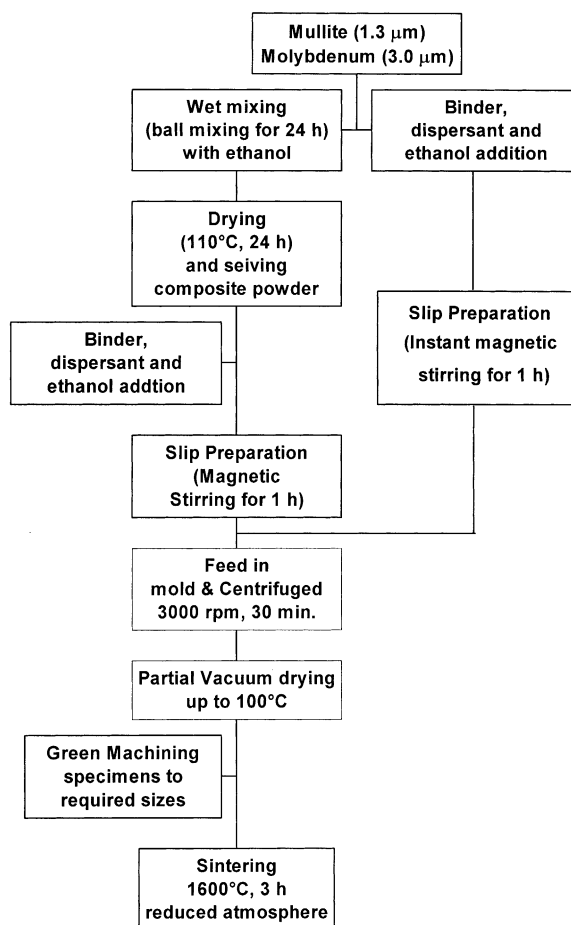 Mullite (1.3 μm)
Molybdenum (3.0 μm)
Wet mixing
(ball mixing for 24 h)
with ethanol
Binder,
dispersant and
ethanol addition
Drying
(110°C, 24 h)
and seiving
composite powder
Slip Preparation
(Instant magnetic
stirring for 1 h)
Binder,
dispersant and
ethanol addtion
Slip Preparation
(Magnetic
Stirring for 1 h)
Feed in
mold & Centrifuged
3000 rpm, 30 min.
Partial Vacuum drying
up to 100°C
Green Machining
specimens to
required sizes
Sintering
1600°C, 3 h
reduced atmosphere